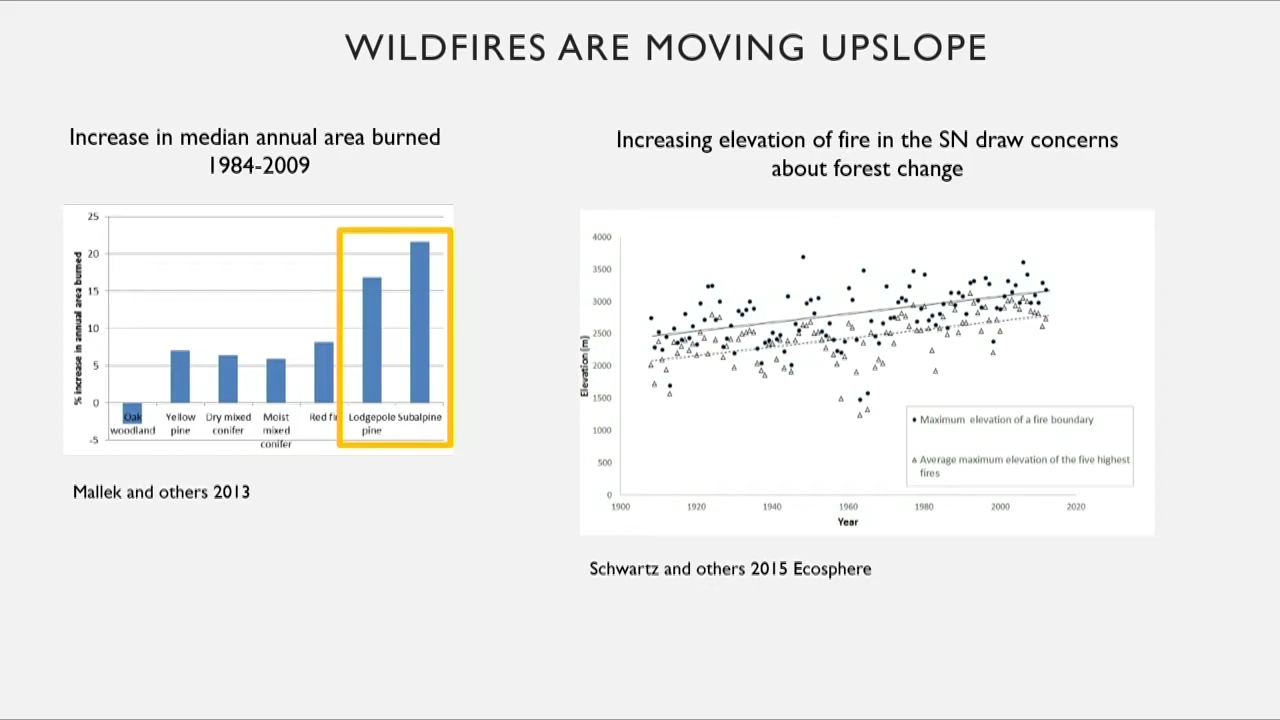 WILDFIRES ARE MOVING UPSLOPE
Increase in median annual area burned
1984-2009
25
20
15
10
5
0
-5
% increase in annual area burned
Oak
woodland
Yellow
pine
Dry mixed
conifer
Moist
mixed
conifer
Red fi
Lodgepole
pine
Subalpine
Mallek and others 2013
Increasing elevation of fire in the SN draw concerns
about forest change
4000
3500
3000
2500
2000
1500
1000
500
0
Elevation (m)
1900
1920
1940
1960
1980
2000
2020
Year
Maximum elevation of a fire boundary
Average maximum elevation of the five highest
fires
Schwartz and others 2015 Ecosphere